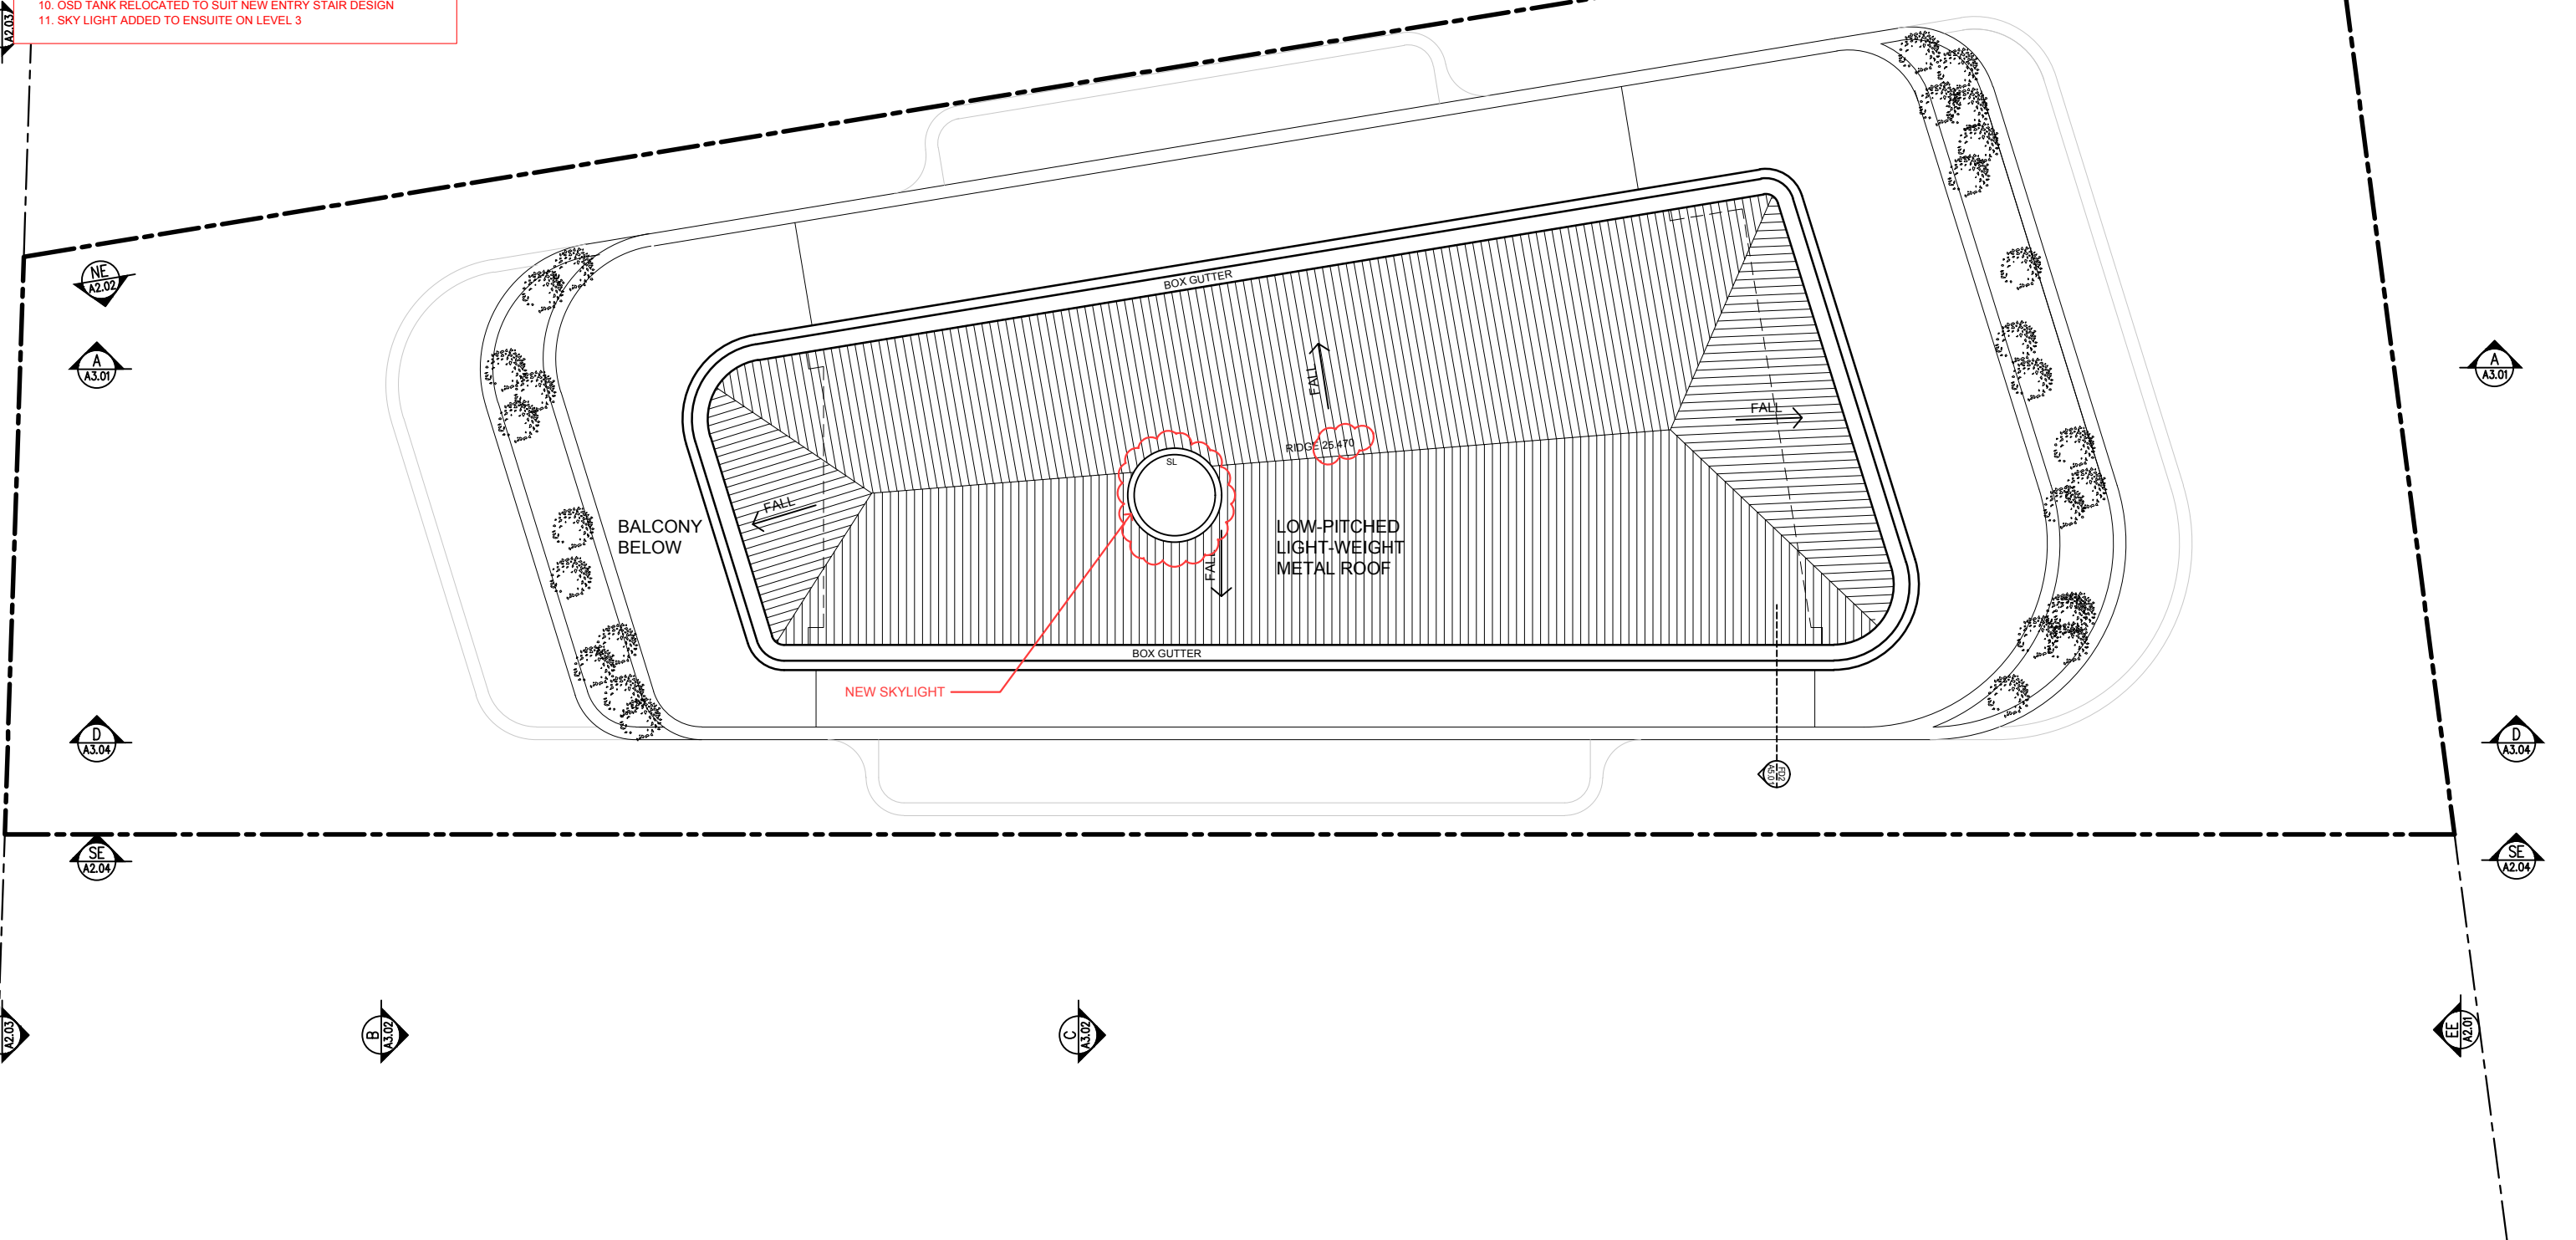 10. OSD TANK RELOCATED TO SUIT NEW ENTRY STAIR DESIGN
11. SKY LIGHT ADDED TO ENSUITE ON LEVEL 3
A2.03
NE
A2.02
A
A3.01
A
A3.01
BOX GUTTER
FALL
FALL
RIDGE 25.470
SL
FALL
BALCONY
BELOW
LOW-PITCHED
LIGHT-WEIGHT
METAL ROOF
FALL
BOX GUTTER
NEW SKYLIGHT
D
A3.04
D
A3.04
SE
A2.04
SE
A2.04
A2.03
B
A3.02
C
A3.02
EE
A2.01